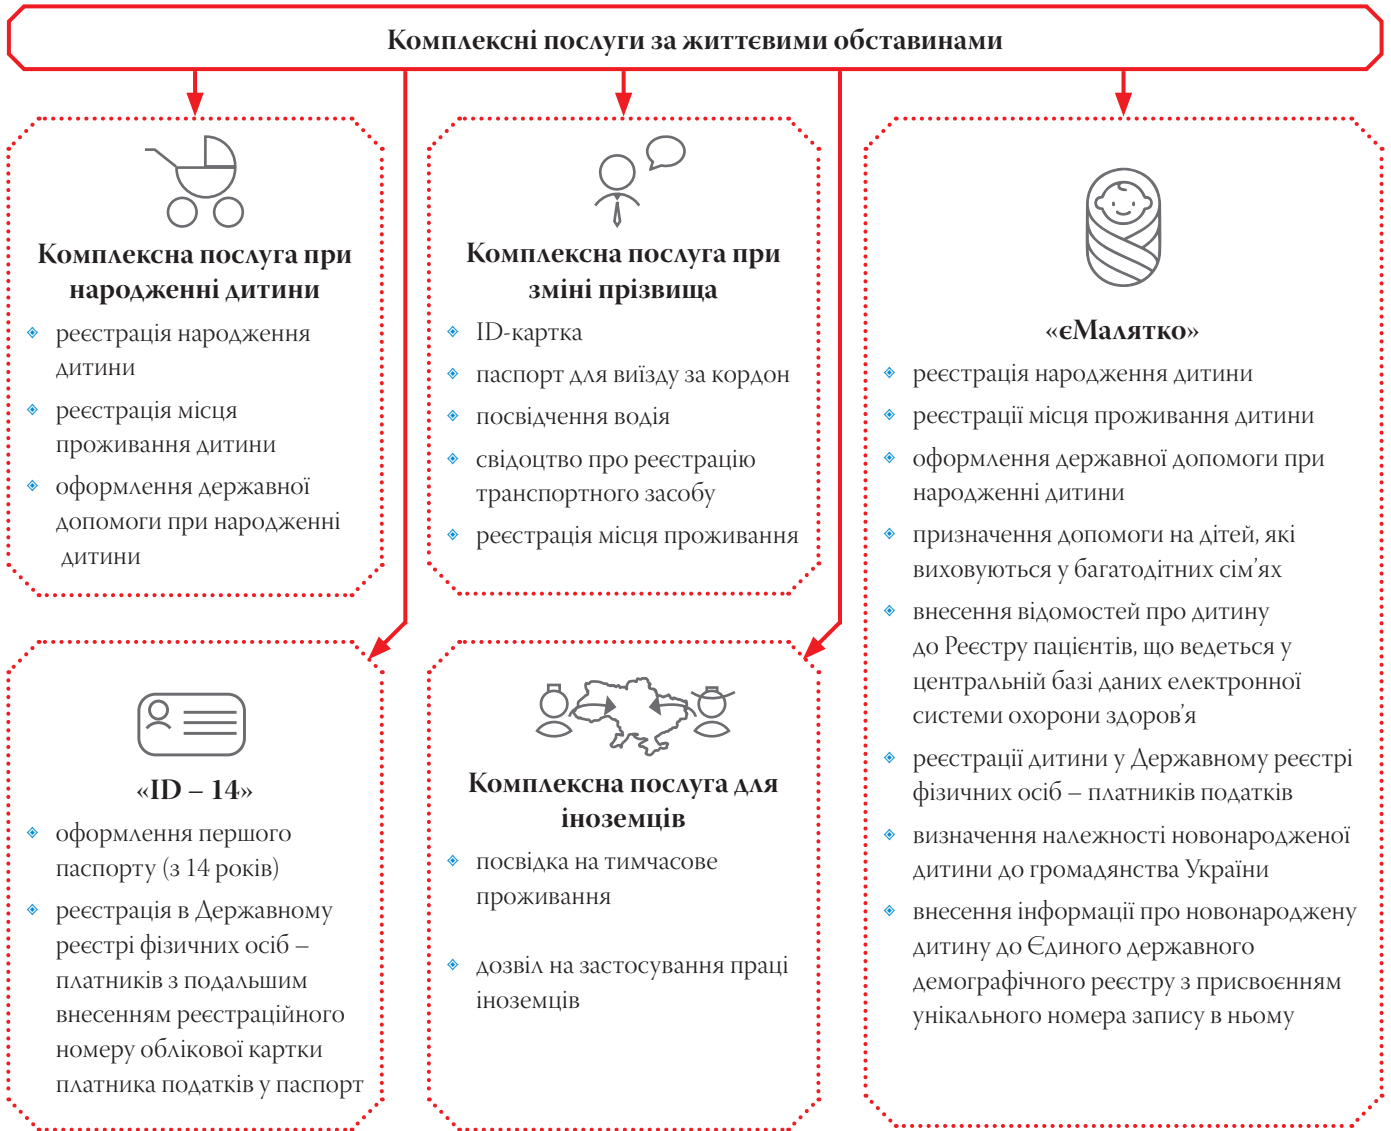 Комплексні послуги за життєвими обставинами
Комплексна послуга при
народженні дитини
реєстрація народження
дитини
реєстрація місця
проживання дитини
оформлення державної
допомоги при народженні
дитини
Комплексна послуга при
зміні прізвища
ID-картка
паспорт для виїзду за кордон
посвідчення водія
свідоцтво про реєстрацію
транспортного засобу
реєстрація місця проживання
«єМалятко»
реєстрація народження дитини
реєстрації місця проживання дитини
оформлення державної допомоги при
народженні дитини
призначення допомоги на дітей, які
виховуються у багатодітних сім’ях
внесення відомостей про дитину
до Реєстру пацієнтів, що ведеться у
центральній базі даних електронної
системи охорони здоров’я
реєстрації дитини у Державному реєстрі
фізичних осіб – платників податків
визначення належності новонародженої
дитини до громадянства України
внесення інформації про новонароджену
дитину до Єдиного державного
демографічного реєстру з присвоєнням
унікального номера запису в ньому
«ID – 14»
оформлення першого
паспорту (з 14 років)
реєстрація в Державному
реєстрі фізичних осіб –
платників з подальшим
внесенням реєстраційного
номеру облікової картки
платника податків у паспорт
Комплексна послуга для
іноземців
посвідка на тимчасове
проживання
дозвіл на застосування праці
іноземців